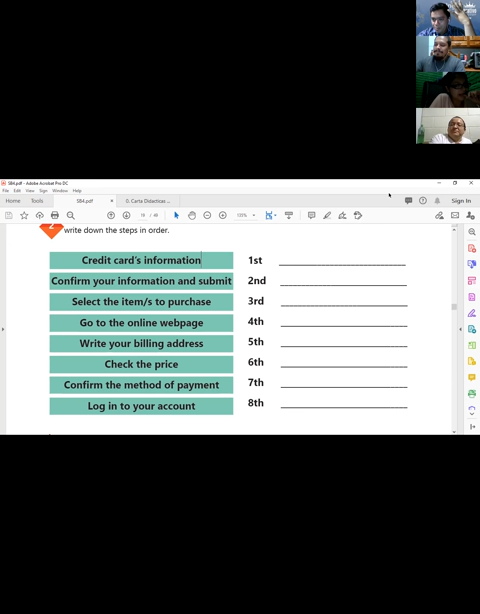 SB4.pdf - Adobe Acrobat Pro DC
File Edit View Sign Window Help
Home Tools SB4.pdf × 0. Carta Didacticas ... Sign In
19 / 49 132%
2 write down the steps in order.
Credit card's information 1st
Confirm your information and submit 2nd
Select the item/s to purchase 3rd
Go to the online webpage 4th
Write your billing address 5th
Check the price 6th
Confirm the method of payment 7th
Log in to your account 8th